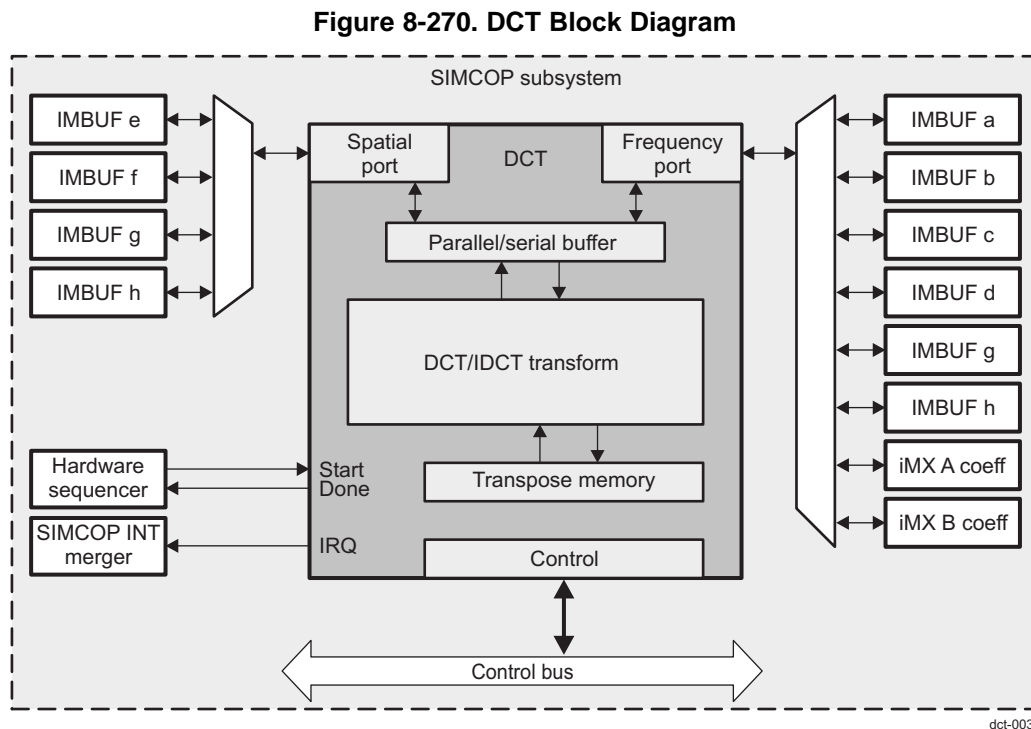 Figure 8-270. DCT Block Diagram
SIMCOP subsystem
IMBUF e
IMBUF f
IMBUF g
IMBUF h
Spatial
port
DCT
Frequency
port
Parallel/serial buffer
DCT/IDCT transform
Transpose memory
Hardware
sequencer
Start
Done
SIMCOP INT
merger
IRQ
Control
Control bus
IMBUF a
IMBUF b
IMBUF c
IMBUF d
IMBUF g
IMBUF h
iMX A coeff
iMX B coeff
dct-003